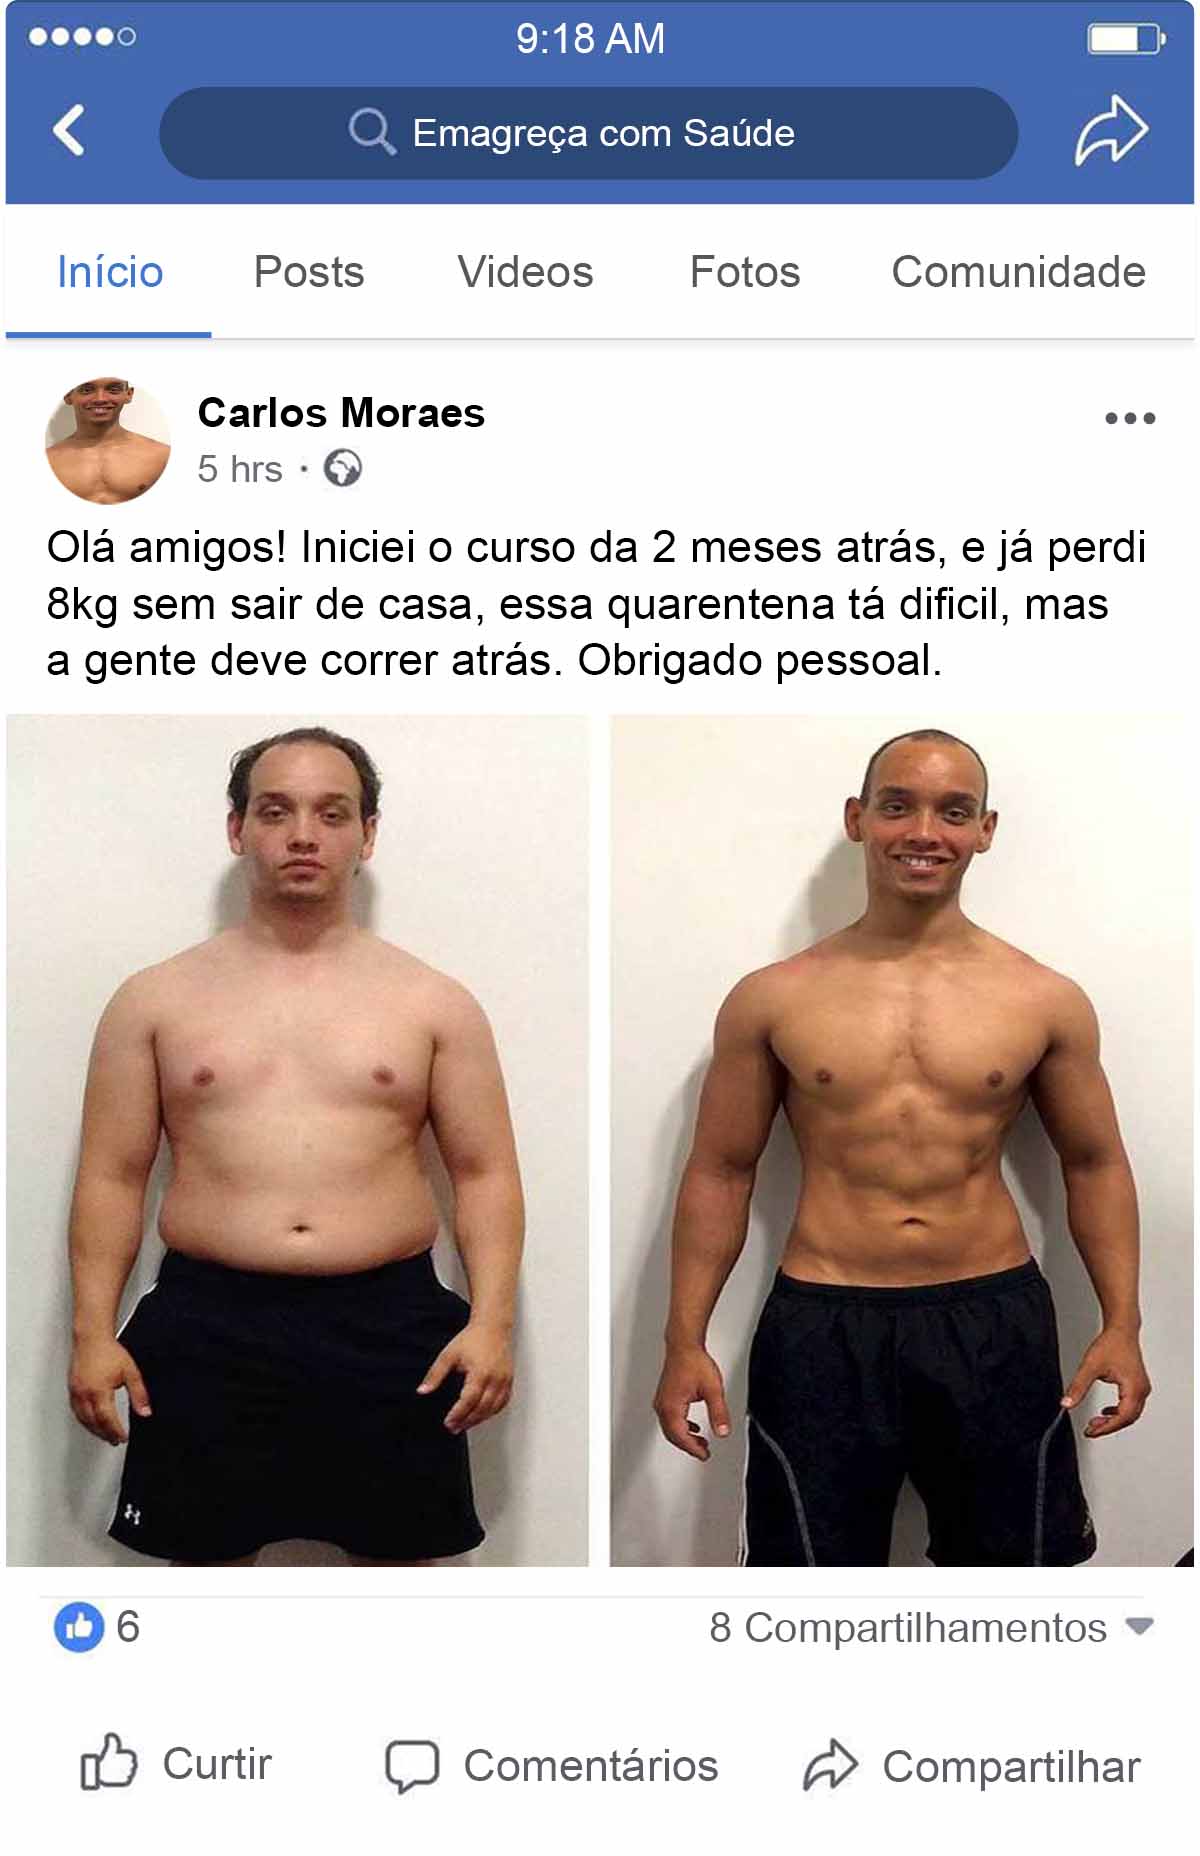 9:18 AM
Emagreça com Saúde
Início Posts Videos Fotos Comunidade
Carlos Moraes
5 hrs ·
Olá amigos! Iniciei o curso da 2 meses atrás, e já perdi
8kg sem sair de casa, essa quarentena tá dificil, mas
a gente deve correr atrás. Obrigado pessoal.
6 8 Compartilhamentos
Curtir Comentários Compartilhar